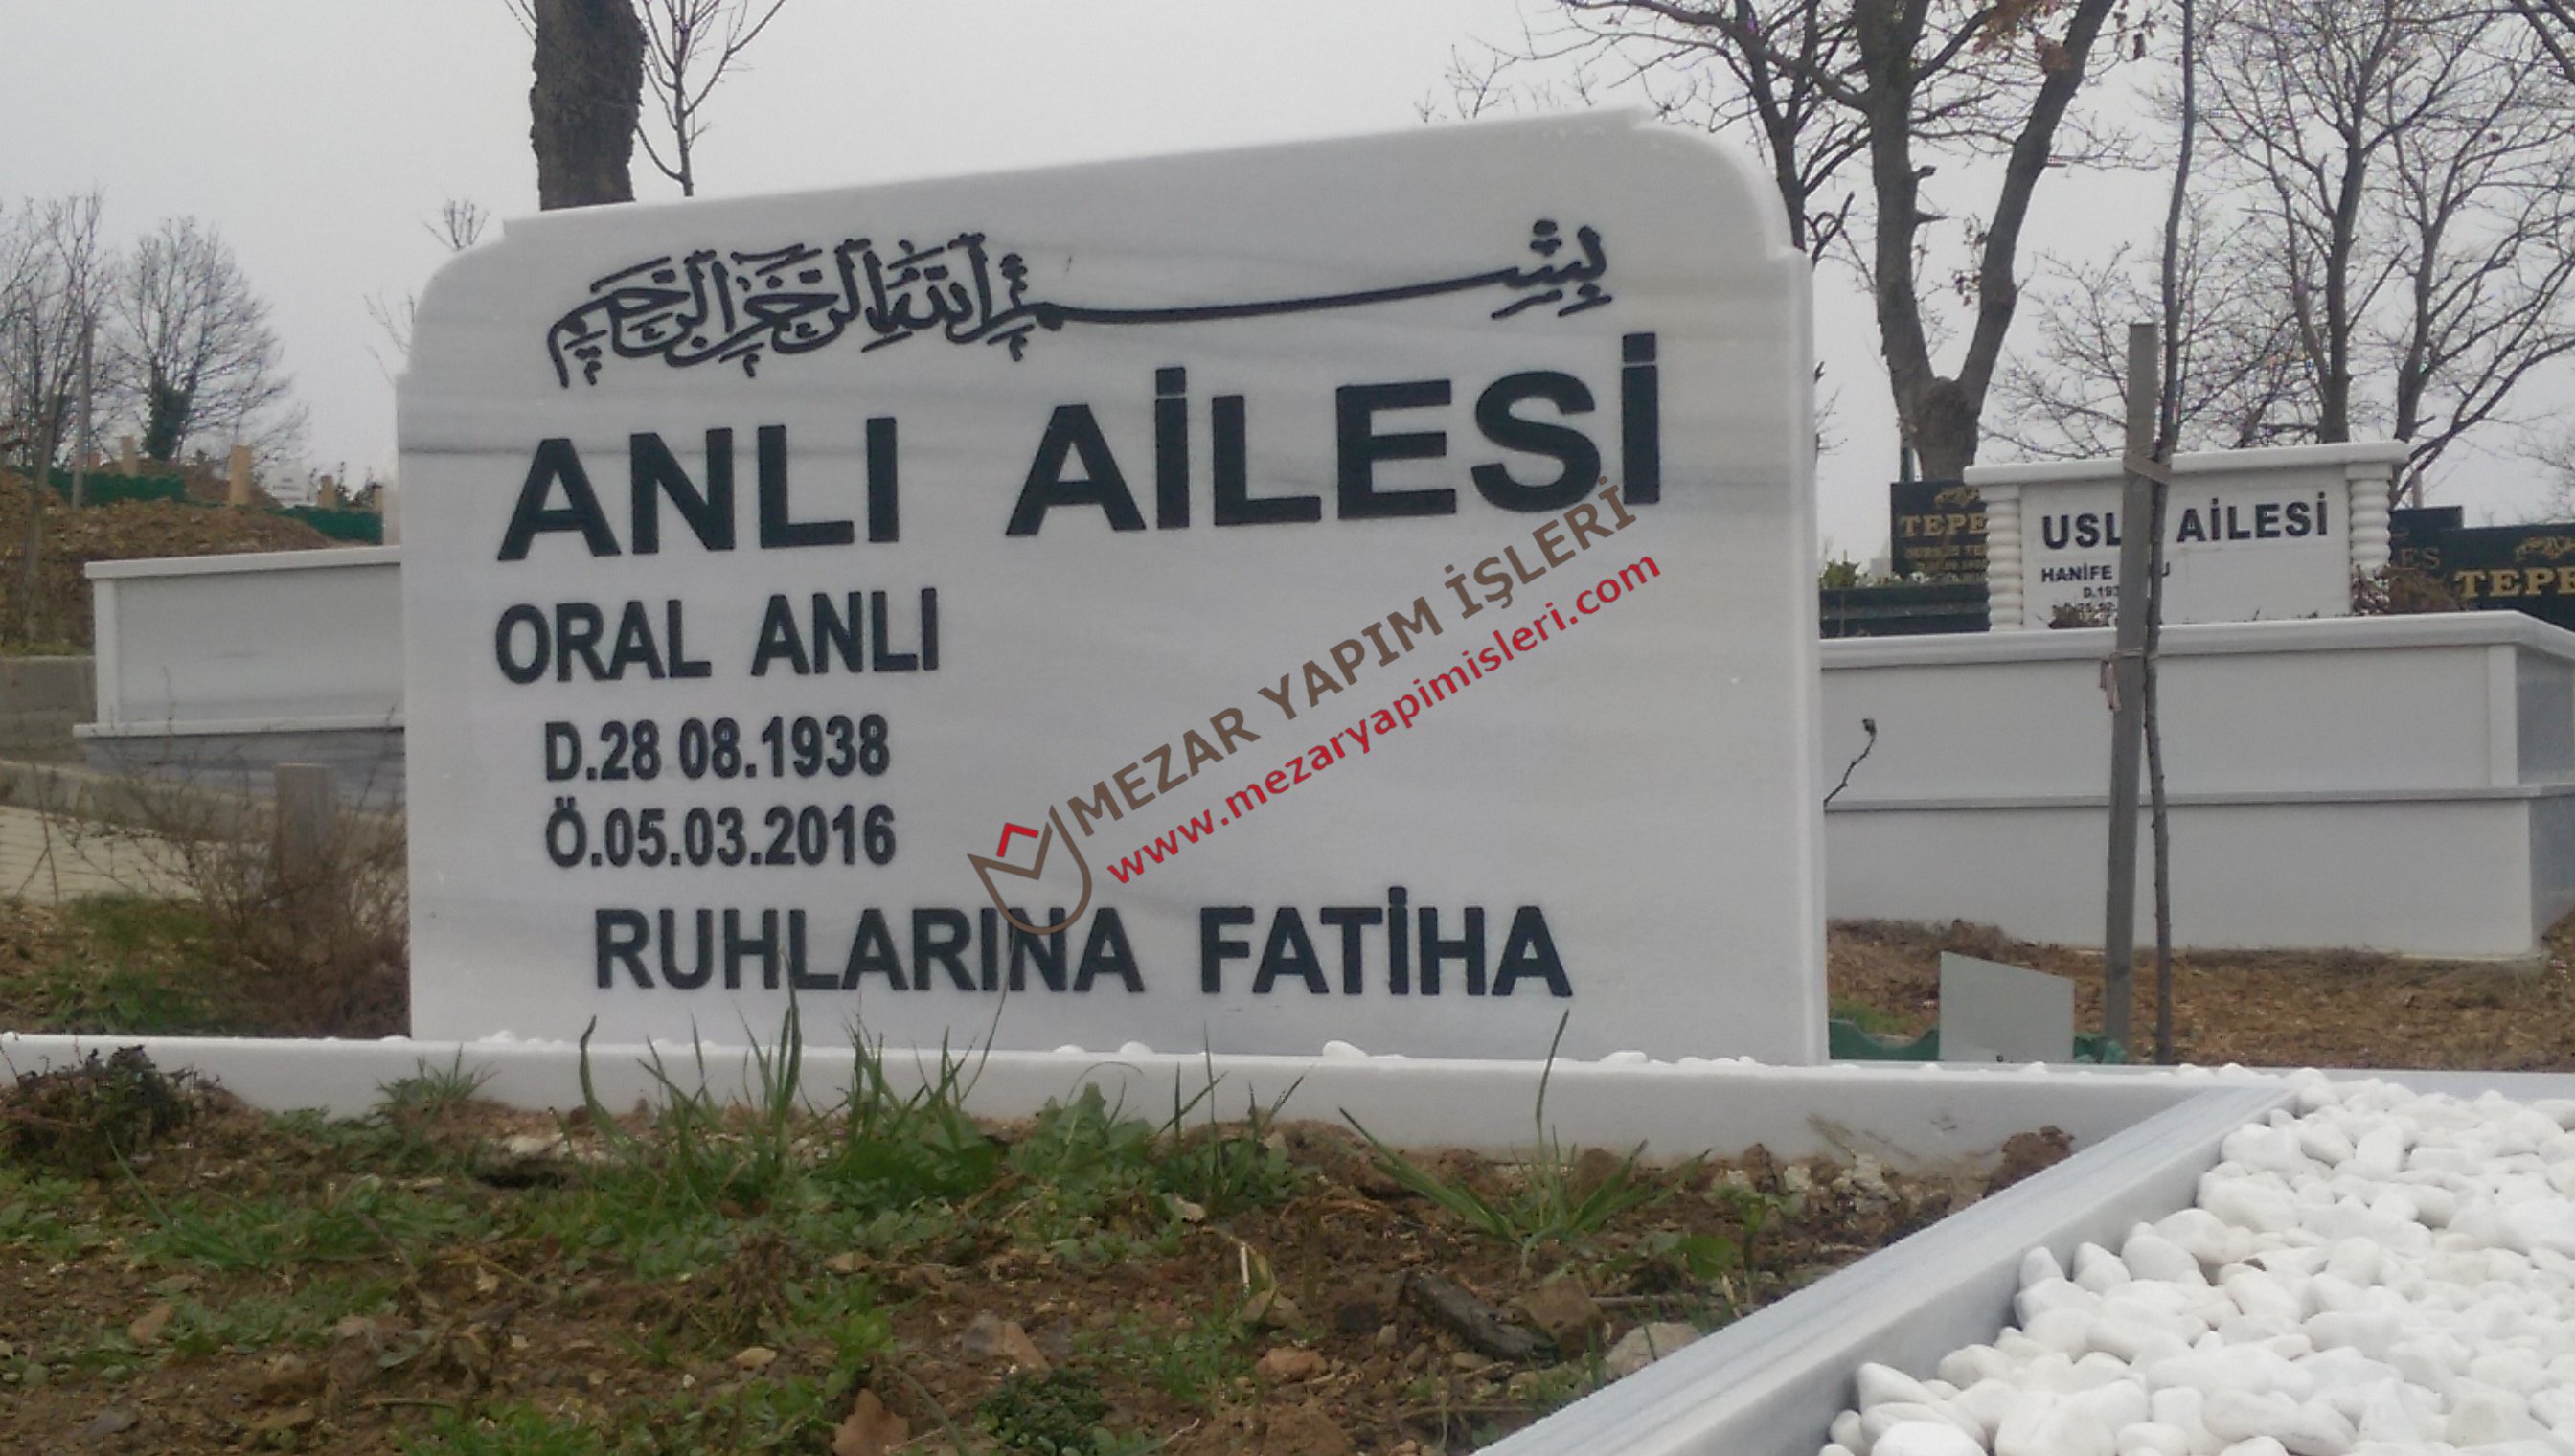 بسم الله الرحمن الرحيم
ANLI AİLESİ
ORAL ANLI
D.28 08.1938
Ö.05.03.2016
RUHLARINA FATİHA
MEZAR YAPIM İŞLERİ
www.mezaryapimisleri.com
USLU AİLESİ
HANİFE
TEPE
TEPE